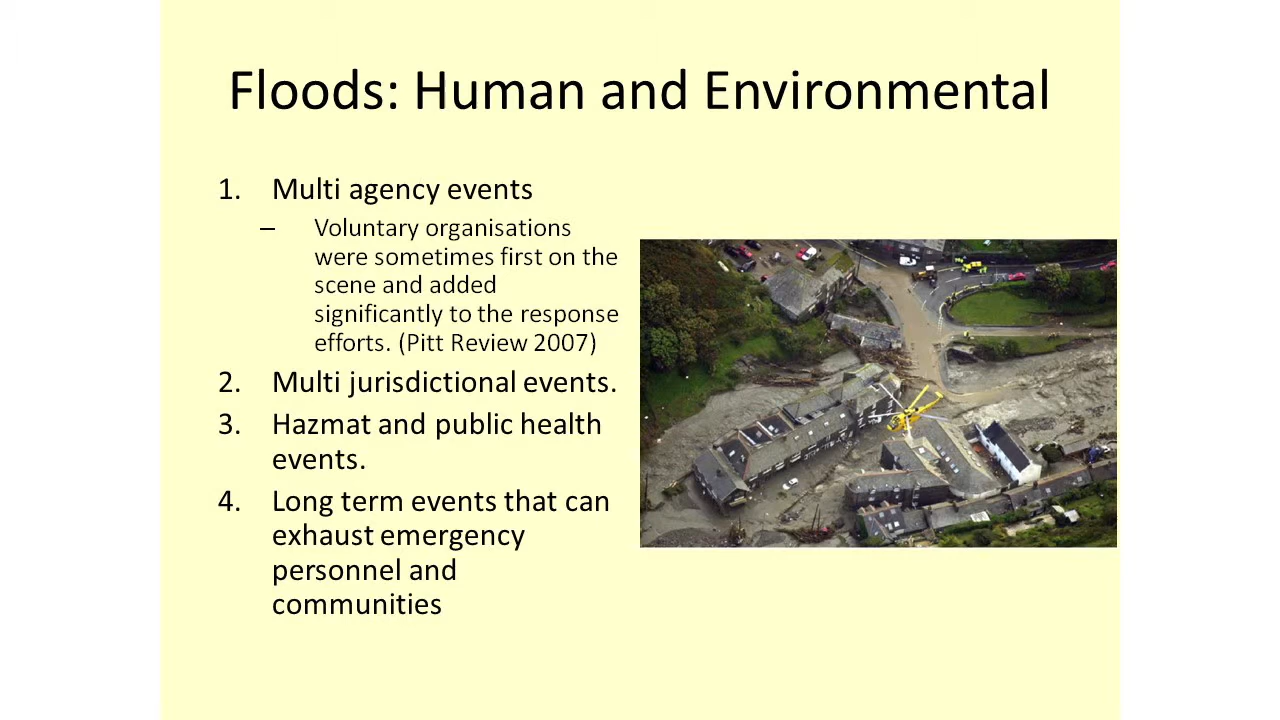 Floods: Human and Environmental
1. Multi agency events
– Voluntary organisations
were sometimes first on the
scene and added
significantly to the response
efforts. (Pitt Review 2007)
2. Multi jurisdictional events.
3. Hazmat and public health
events.
4. Long term events that can
exhaust emergency
personnel and
communities